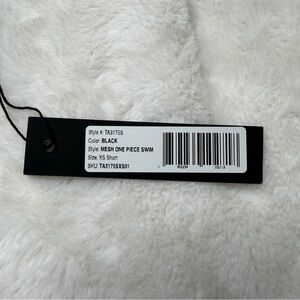 Style #: TA3175S
Color: BLACK
Style: MESH ONE PIECE SWIM
Size: XS Short
SKU: TA3175SXS01